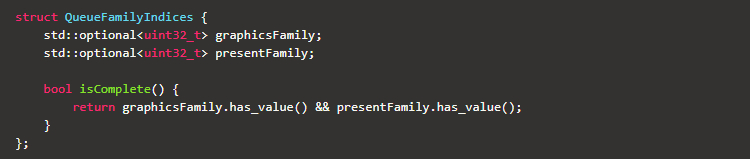 struct QueueFamilyIndices {
    std::optional<uint32_t> graphicsFamily;
    std::optional<uint32_t> presentFamily;

    bool isComplete() {
        return graphicsFamily.has_value() && presentFamily.has_value();
    }
};